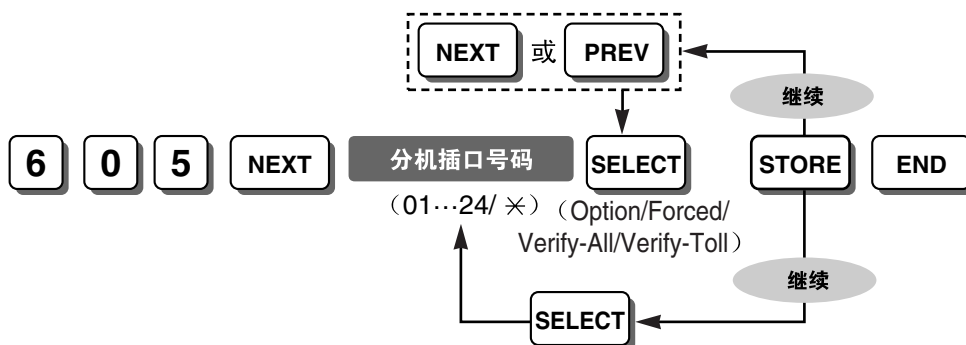 NEXT 或 PREV
继续
6 0 5 NEXT 分机插口号码 SELECT STORE END
（01…24/ ✳）（Option/Forced/
Verify-All/Verify-Toll）
继续
SELECT